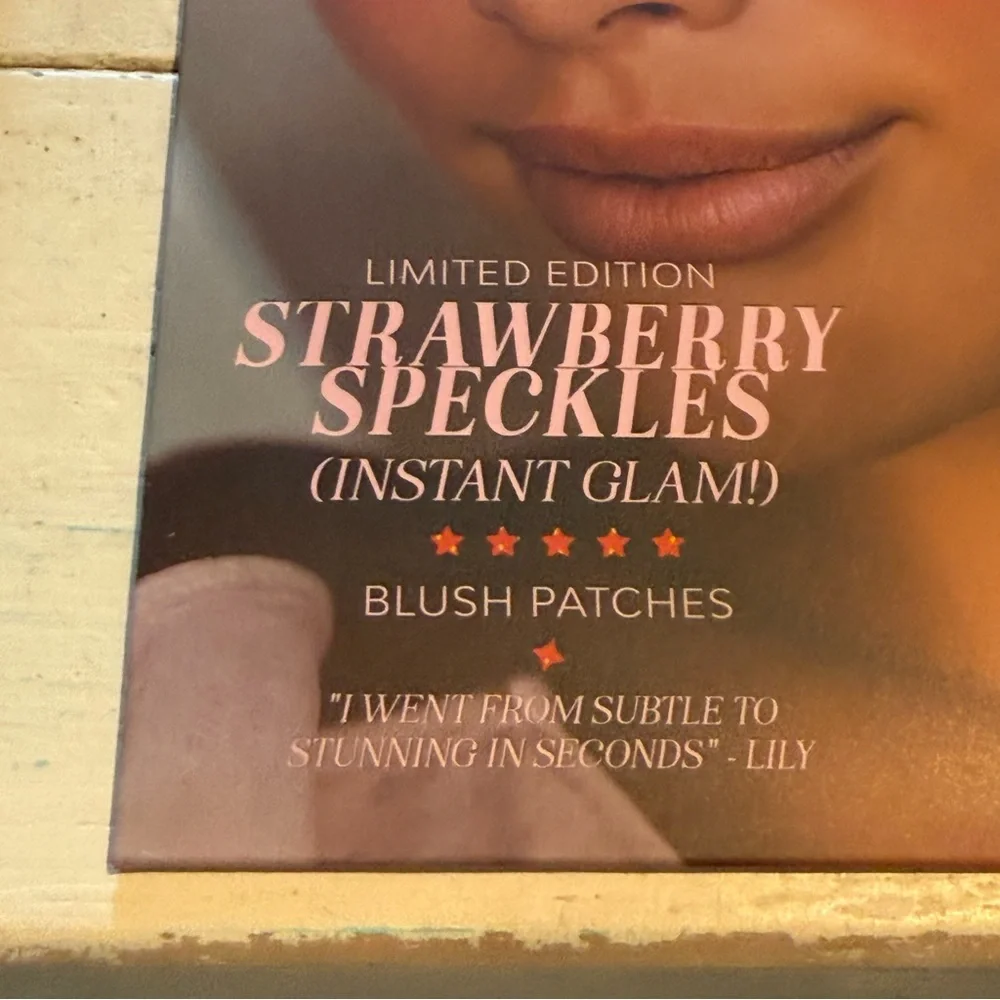 LIMITED EDITION
STRAWBERRY
SPECKLES
(INSTANT GLAM!)
BLUSH PATCHES
"I WENT FROM SUBTLE TO
STUNNING IN SECONDS" - LILY